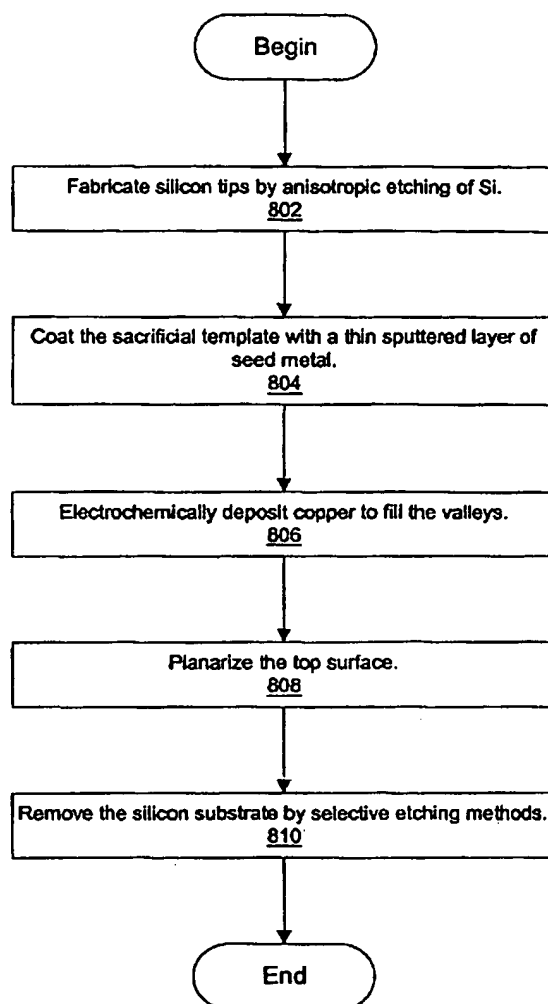 Begin
Fabricate silicon tips by anisotropic etching of Si.
802
Coat the sacrificial template with a thin sputtered layer of
seed metal.
804
Electrochemically deposit copper to fill the valleys.
806
Planarize the top surface.
808
Remove the silicon substrate by selective etching methods.
810
End